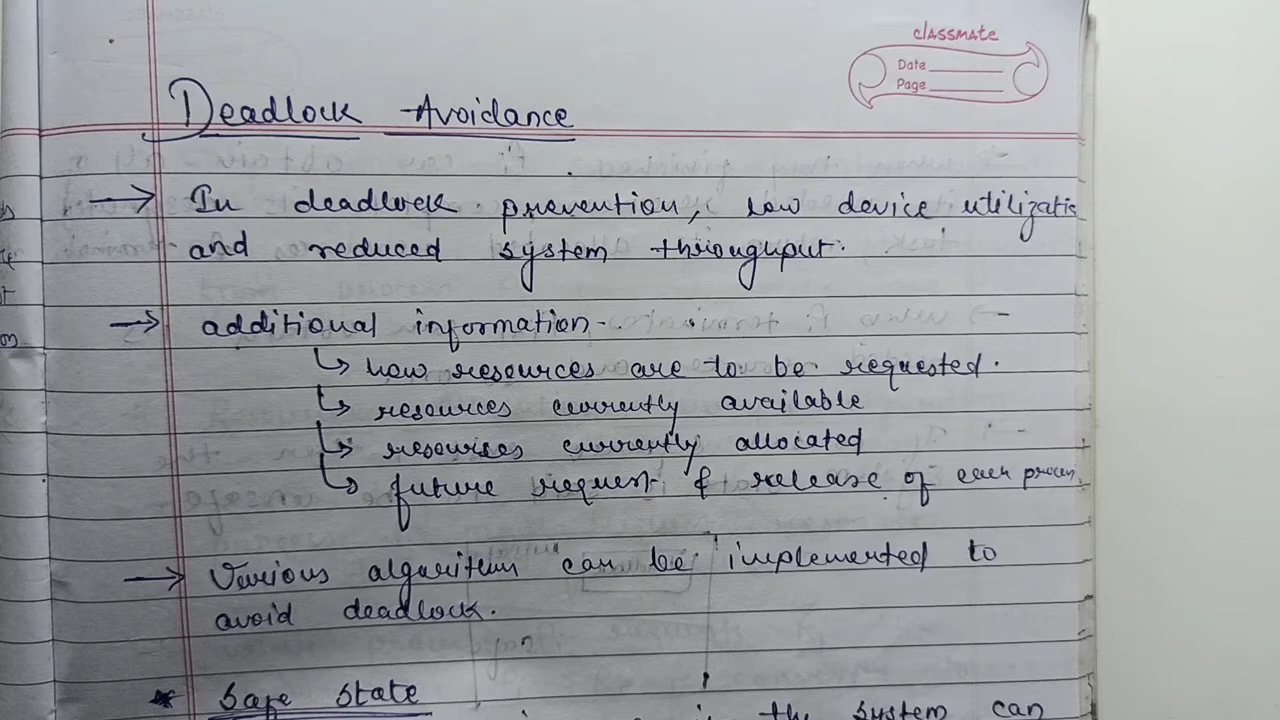 classmate
Date
Page
Deadlock Avoidance
→ In deadlock prevention, low device utilizatio
and reduced system throughput.
→ additional information -
↳ how resources are to be requested.
↳ resources currently available
↳ resources currently allocated
↳ future request & release of each process
→ Various algorithm can be implemented to
avoid deadlock.
* Safe State
the system can